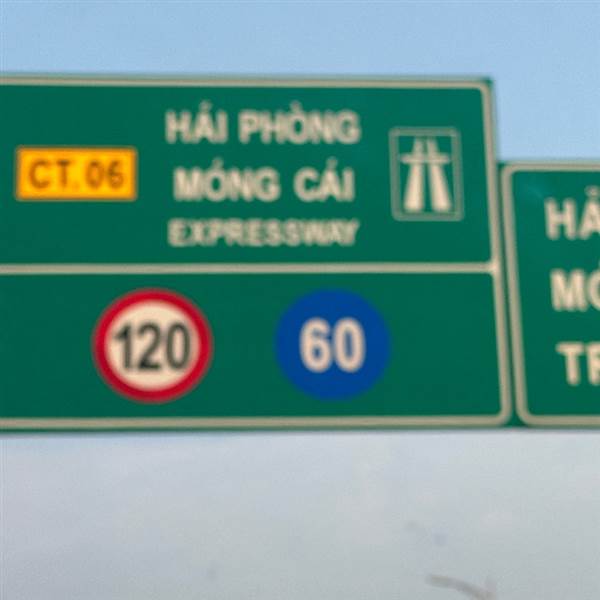 HẢI PHÒNG
CT.06
MÓNG CÁI
EXPRESSWAY
120
60